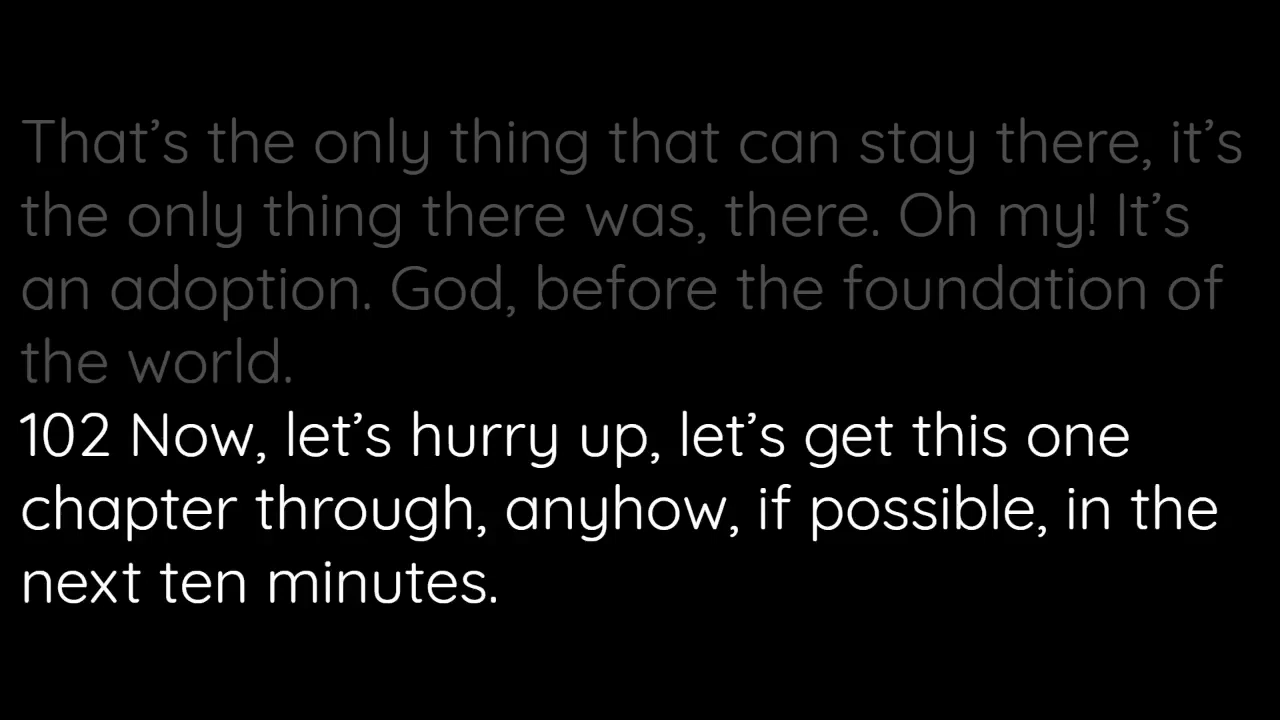 That’s the only thing that can stay there, it’s
the only thing there was, there. Oh my! It’s
an adoption. God, before the foundation of
the world.
102 Now, let’s hurry up, let’s get this one
chapter through, anyhow, if possible, in the
next ten minutes.